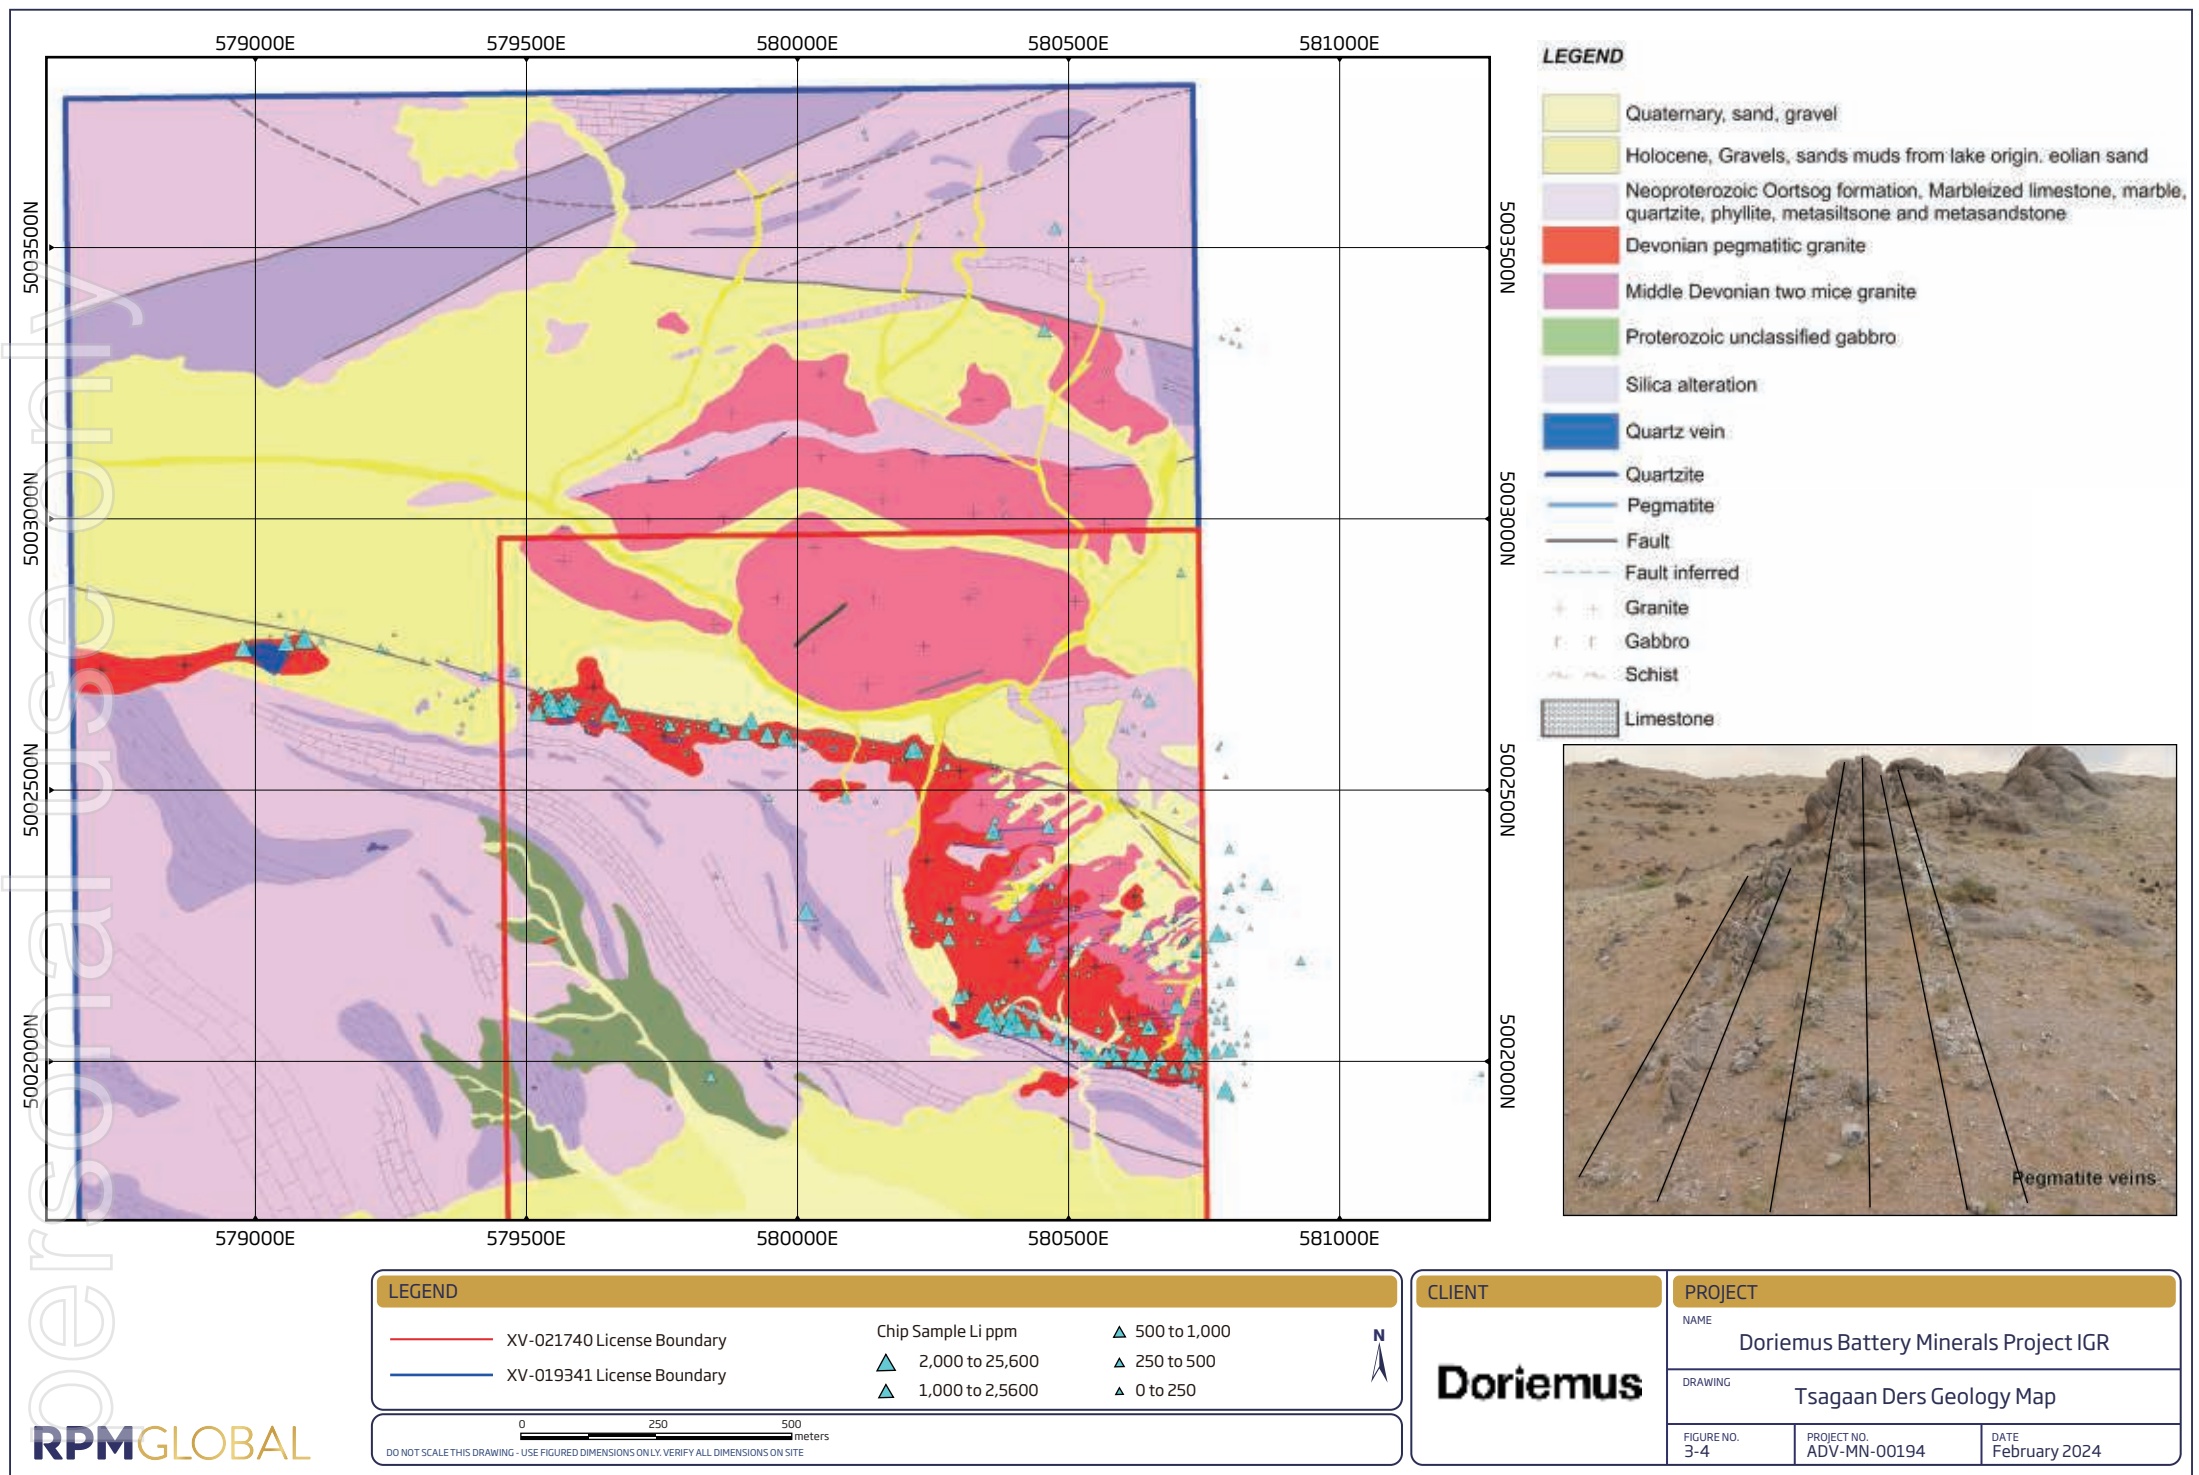 579000E 579500E 580000E 580500E 581000E
5003500N
5003000N
5002500N
5002000N
5003500N
5003000N
5002500N
5002000N
579000E 579500E 580000E 580500E 581000E
personal use only
LEGEND
Quaternary, sand, gravel
Holocene, Gravels, sands muds from lake origin. eolian sand
Neoproterozoic Oortsog formation, Marbleized limestone, marble,
quartzite, phyllite, metasiltsone and metasandstone
Devonian pegmatitic granite
Middle Devonian two mice granite
Proterozoic unclassified gabbro
Silica alteration
Quartz vein
Quartzite
Pegmatite
Fault
Fault inferred
Granite
Gabbro
Schist
Limestone
Pegmatite veins
LEGEND
XV-021740 License Boundary
XV-019341 License Boundary
Chip Sample Li ppm
2,000 to 25,600
1,000 to 2,5600
500 to 1,000
250 to 500
0 to 250
N
0 250 500
meters
DO NOT SCALE THIS DRAWING - USE FIGURED DIMENSIONS ONLY. VERIFY ALL DIMENSIONS ON SITE
RPMGLOBAL
CLIENT
Doriemus
PROJECT
NAME
Doriemus Battery Minerals Project IGR
DRAWING
Tsagaan Ders Geology Map
FIGURE NO.
3-4
PROJECT NO.
ADV-MN-00194
DATE
February 2024